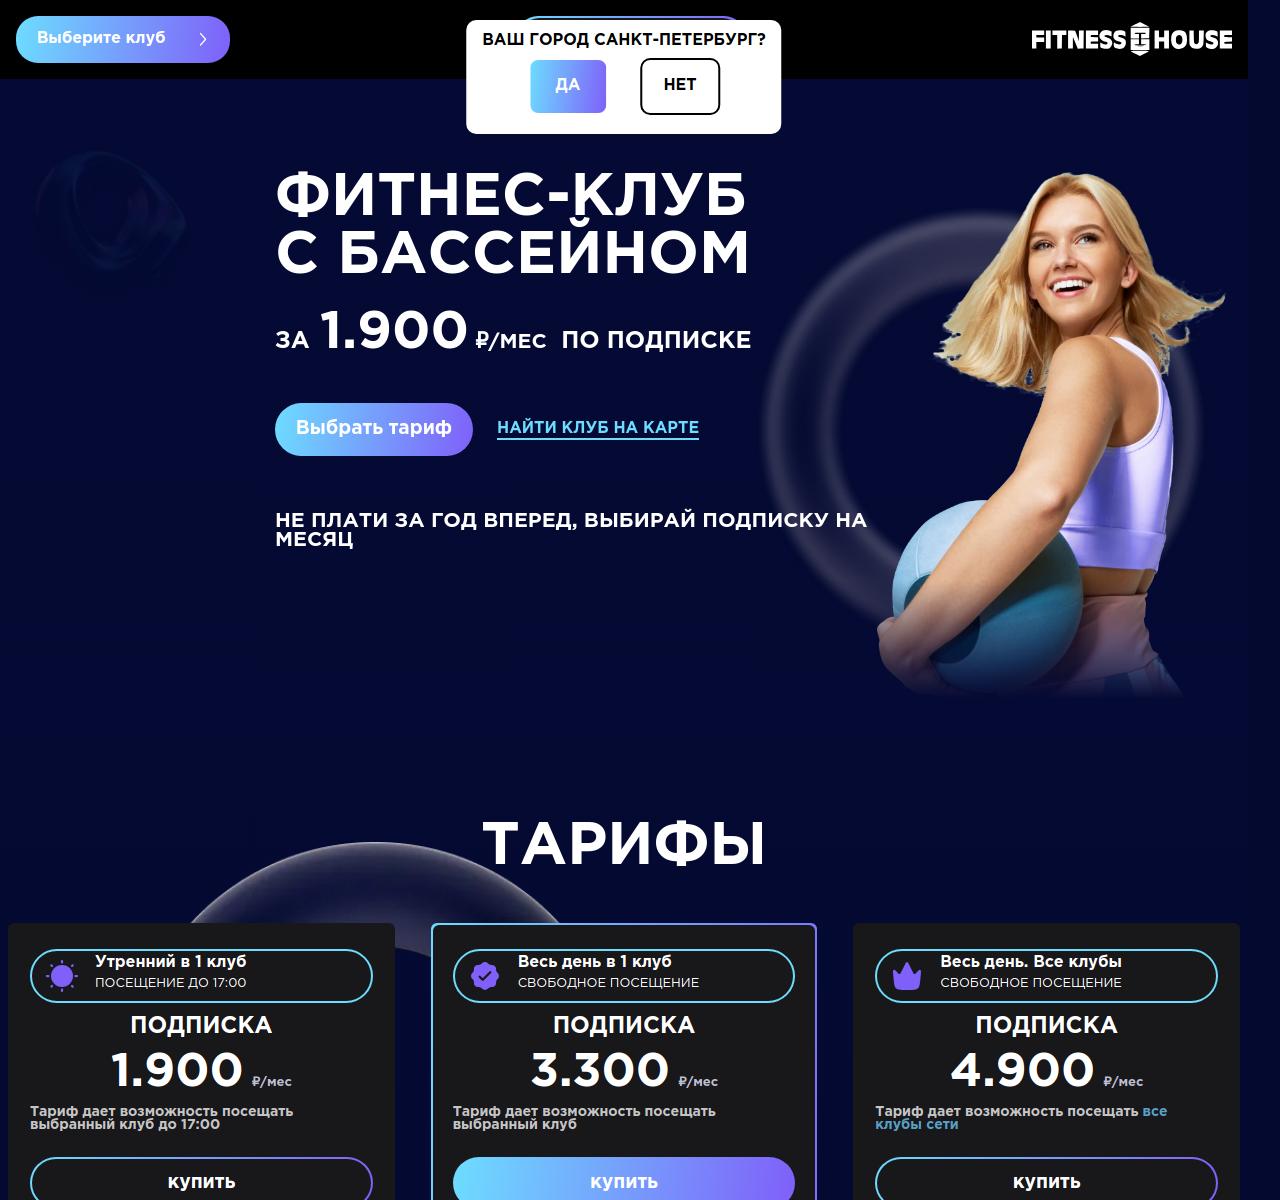 Выберите клуб
ВАШ ГОРОД САНКТ-ПЕТЕРБУРГ?
ДА
НЕТ
FITNESS HOUSE
ФИТНЕС-КЛУБ
С БАССЕЙНОМ
ЗА 1.900 ₽/МЕС ПО ПОДПИСКЕ
Выбрать тариф
НАЙТИ КЛУБ НА КАРТЕ
НЕ ПЛАТИ ЗА ГОД ВПЕРЕД, ВЫБИРАЙ ПОДПИСКУ НА
МЕСЯЦ
ТАРИФЫ
Утренний в 1 клуб
ПОСЕЩЕНИЕ ДО 17:00
ПОДПИСКА
1.900 ₽/мес
Тариф дает возможность посещать
выбранный клуб до 17:00
купить
Весь день в 1 клуб
СВОБОДНОЕ ПОСЕЩЕНИЕ
ПОДПИСКА
3.300 ₽/мес
Тариф дает возможность посещать
выбранный клуб
купить
Весь день. Все клубы
СВОБОДНОЕ ПОСЕЩЕНИЕ
ПОДПИСКА
4.900 ₽/мес
Тариф дает возможность посещать все
клубы сети
купить